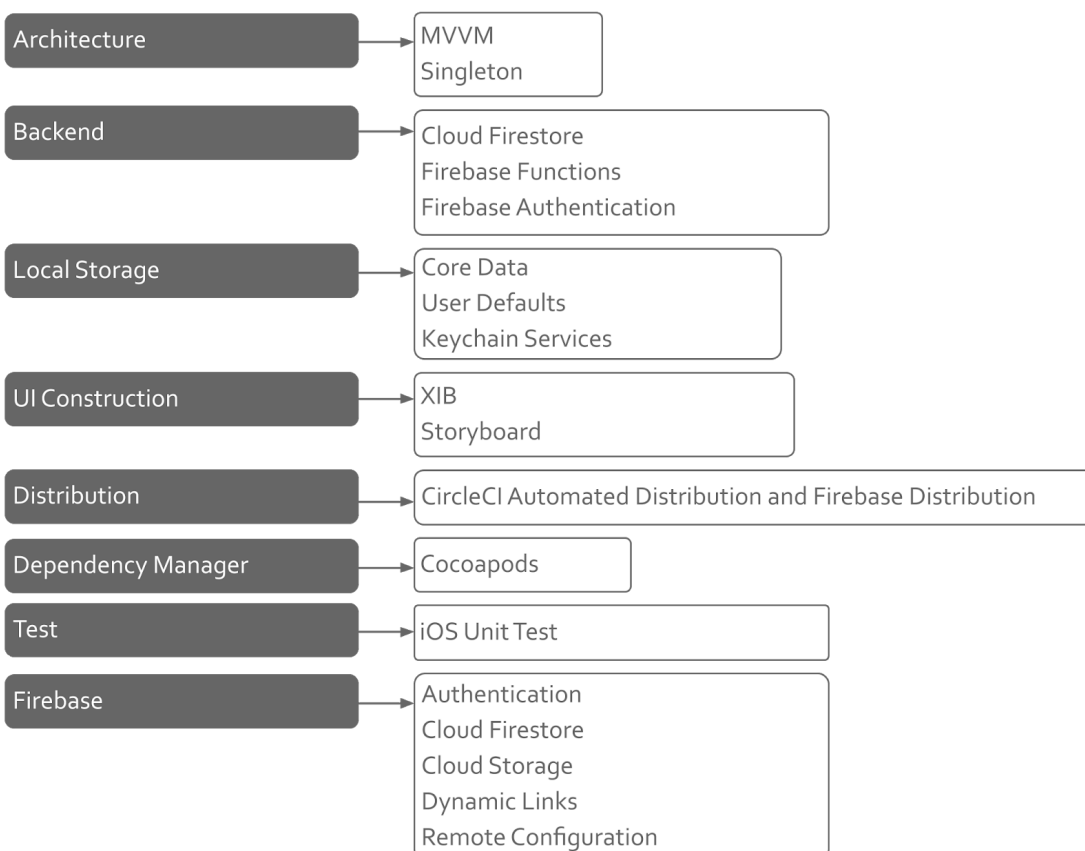 Architecture
MVVM
Singleton
Backend
Cloud Firestore
Firebase Functions
Firebase Authentication
Local Storage
Core Data
User Defaults
Keychain Services
UI Construction
XIB
Storyboard
Distribution
CircleCI Automated Distribution and Firebase Distribution
Dependency Manager
Cocoapods
Test
iOS Unit Test
Firebase
Authentication
Cloud Firestore
Cloud Storage
Dynamic Links
Remote Configuration